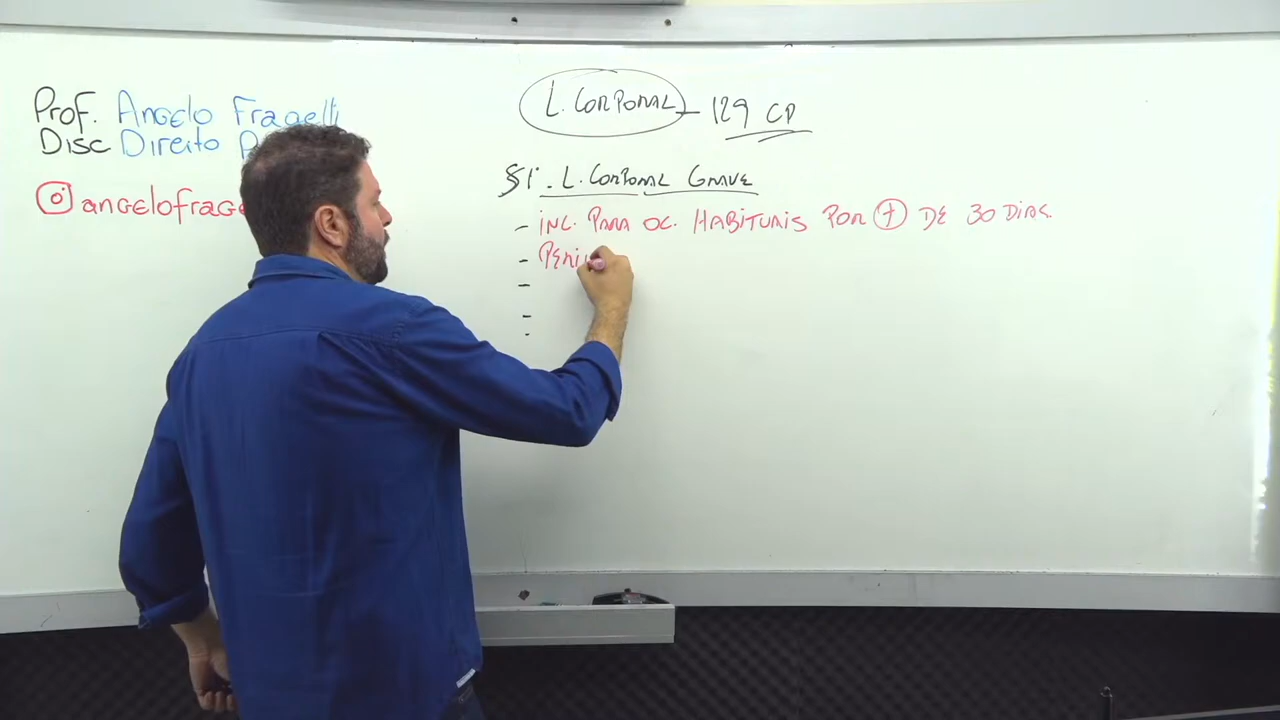 Prof. Angelo Fragelli
Disc Direito P
angelofrage
L. CORPORAL - 129 CP
§1º. L. CORPORAL GRAVE
- INC. PARA OC. HABITUAIS POR + DE 30 DIAS.
- PERI
-
-
-